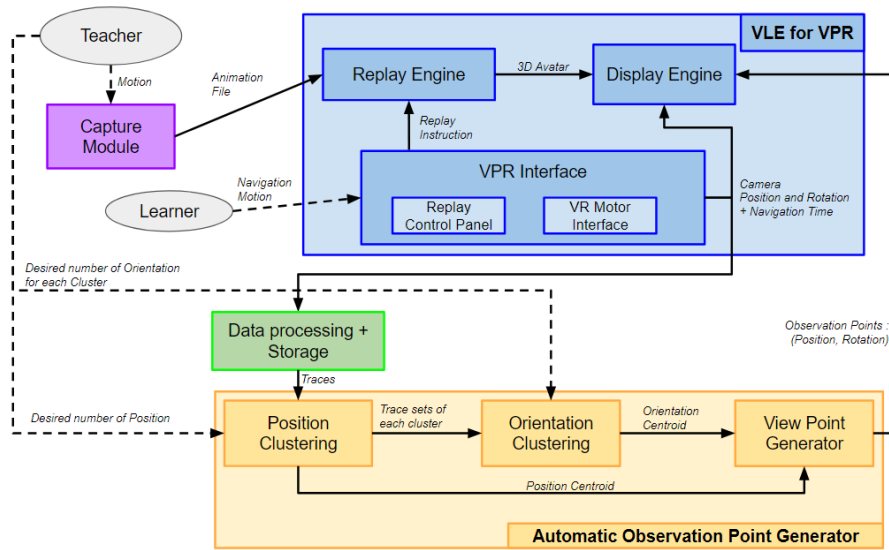 Teacher
VLE for VPR
Animation
File
Replay Engine
3D Avatar
Display Engine
Motion
Capture
Module
Replay
Instruction
VPR Interface
Navigation
Motion
Learner
Replay
Control Panel
VR Motor
Interface
Camera
Position and Rotation
+ Navigation Time
Desired number of Orientation
for each Cluster
Data processing +
Storage
Observation Points :
(Position, Rotation)
Traces
Desired number of Position
Position
Clustering
Trace sets of
each cluster
Orientation
Clustering
Orientation
Centroid
View Point
Generator
Position Centroid
Automatic Observation Point Generator